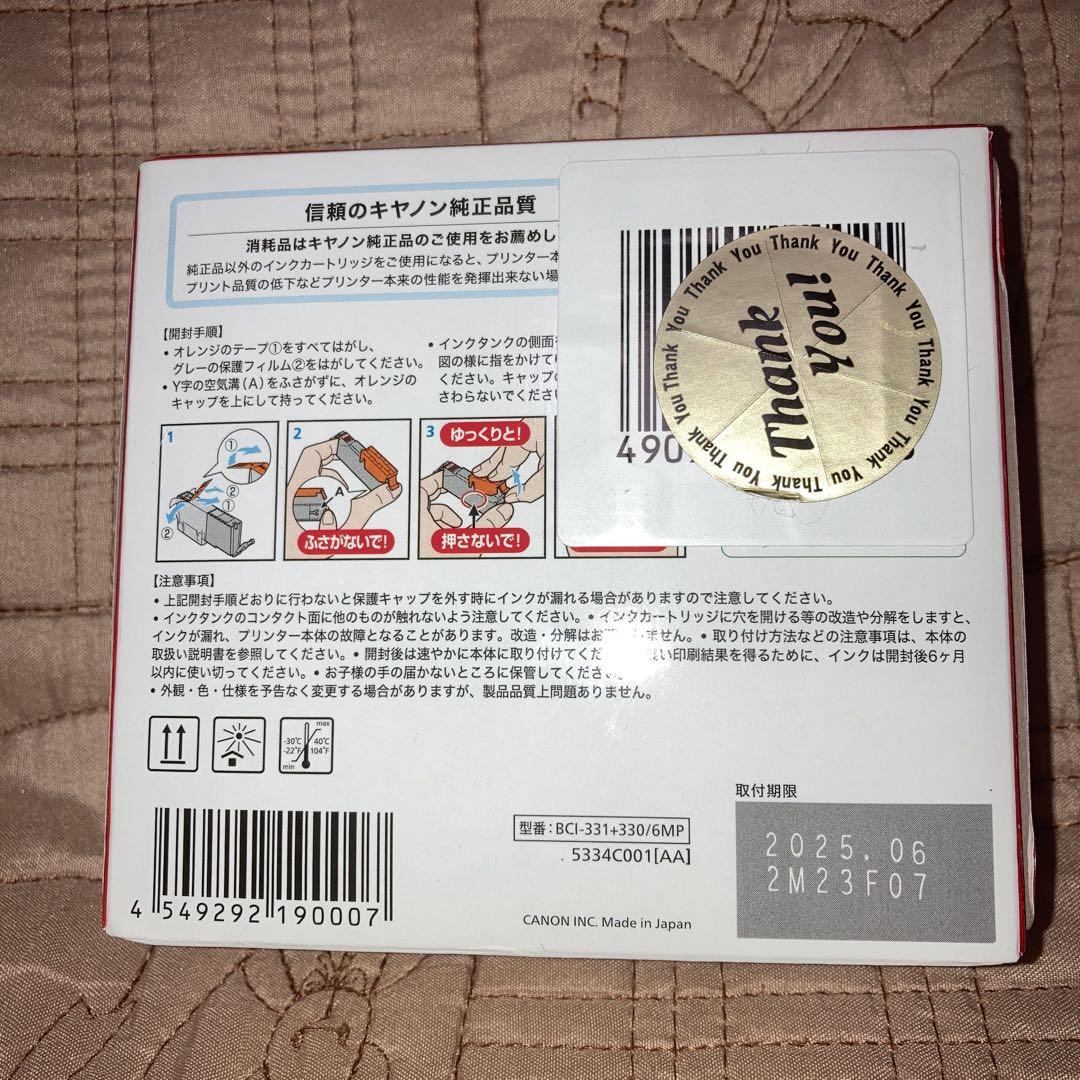 信頼のキヤノン純正品質
消耗品はキヤノン純正品のご使用をお薦めし
純正品以外のインクカートリッジをご使用になると、プリンター本
プリント品質の低下などプリンター本来の性能を発揮出来ない場
【開封手順】
• オレンジのテープ①をすべてはがし、
グレーの保護フィルム②をはがしてください。
• Y字の空気溝(A)をふさがずに、オレンジの
キャップを上にして持ってください。
• インクタンクの側面を
図の様に指をかけて
ください。キャップの
さわらないでくだ
1
①
②
①
②
2
A
ふさがないで!
3
ゆっくりと!
押さないで!
490
Thank You Thank You Thank You Thank You Thank You Thank You Thank You
Thank
You!
【注意事項】
• 上記開封手順どおりに行わないと保護キャップを外す時にインクが漏れる場合がありますので注意してください。
• インクタンクのコンタクト面に他のものが触れないよう注意してください。• インクカートリッジに穴を開ける等の改造や分解をしますと、
インクが漏れ、プリンター本体の故障となることがあります。改造・分解はお ません。• 取り付け方法などの注意事項は、本体の
取扱い説明書を参照してください。• 開封後は速やかに本体に取り付けてくだ い印刷結果を得るために、インクは開封後6ヶ月
以内に使い切ってください。• お子様の手の届かないところに保管してください。
• 外観・色・仕様を予告なく変更する場合がありますが、製品品質上問題ありません。
max
-30℃ 40℃
-22℉ 104℉
min
取付期限
2025.06
2M23F07
型番:BCI-331+330/6MP
. 5334C001[AA]
CANON INC. Made in Japan
4 549292 190007